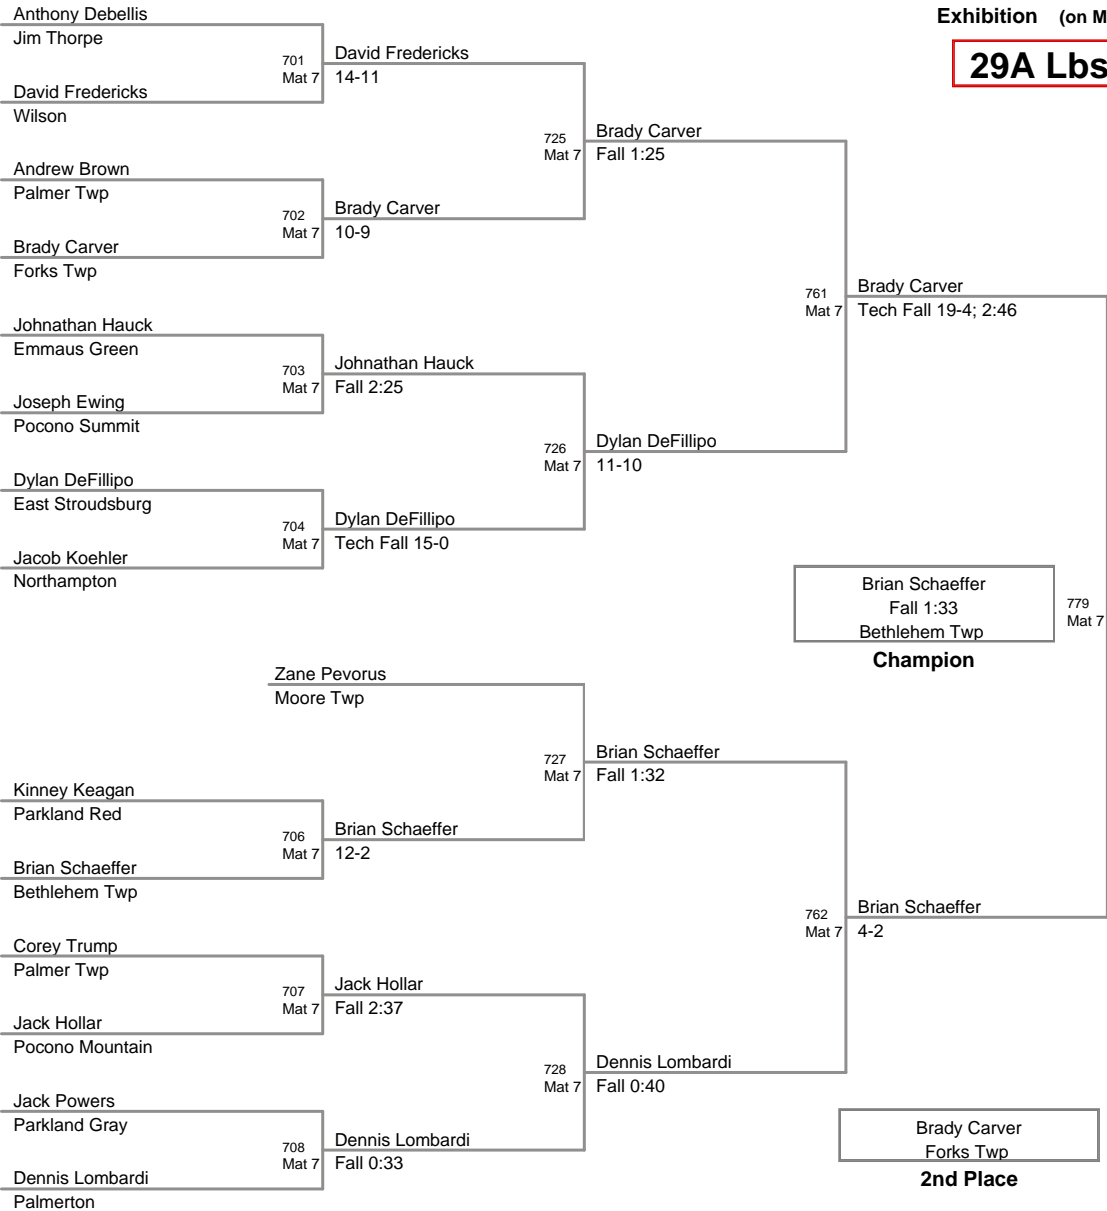 Exhibition (on M
29A Lbs
Anthony Debellis
Jim Thorpe
701
Mat 7
David Fredericks
14-11
David Fredericks
Wilson
725
Mat 7
Brady Carver
Fall 1:25
Andrew Brown
Palmer Twp
702
Mat 7
Brady Carver
10-9
Brady Carver
Forks Twp
761
Mat 7
Brady Carver
Tech Fall 19-4; 2:46
Johnathan Hauck
Emmaus Green
703
Mat 7
Johnathan Hauck
Fall 2:25
Joseph Ewing
Pocono Summit
726
Mat 7
Dylan DeFillipo
11-10
Dylan DeFillipo
East Stroudsburg
704
Mat 7
Dylan DeFillipo
Tech Fall 15-0
Jacob Koehler
Northampton
Brian Schaeffer
Fall 1:33
Bethlehem Twp
Champion
779
Mat 7
Zane Pevorus
Moore Twp
727
Mat 7
Brian Schaeffer
Fall 1:32
Kinney Keagan
Parkland Red
706
Mat 7
Brian Schaeffer
12-2
Brian Schaeffer
Bethlehem Twp
762
Mat 7
Brian Schaeffer
4-2
Corey Trump
Palmer Twp
707
Mat 7
Jack Hollar
Fall 2:37
Jack Hollar
Pocono Mountain
728
Mat 7
Dennis Lombardi
Fall 0:40
Jack Powers
Parkland Gray
708
Mat 7
Dennis Lombardi
Fall 0:33
Dennis Lombardi
Palmerton
Brady Carver
Forks Twp
2nd Place